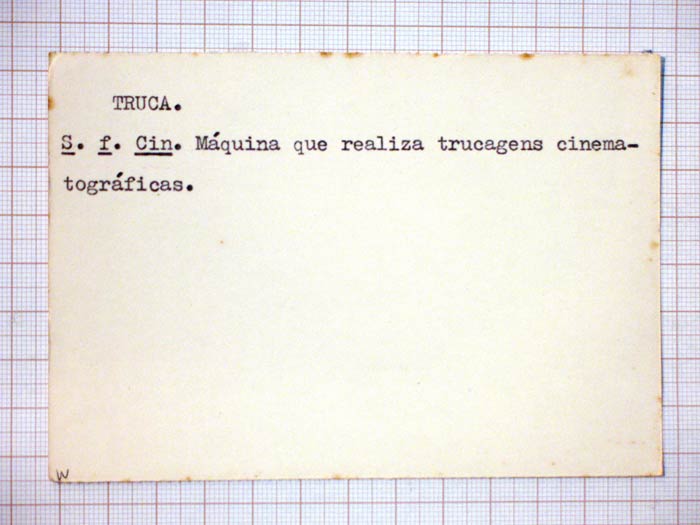 TRUCA.
S. f. Cin. Máquina que realiza trucagens cinema-
tográficas.
W